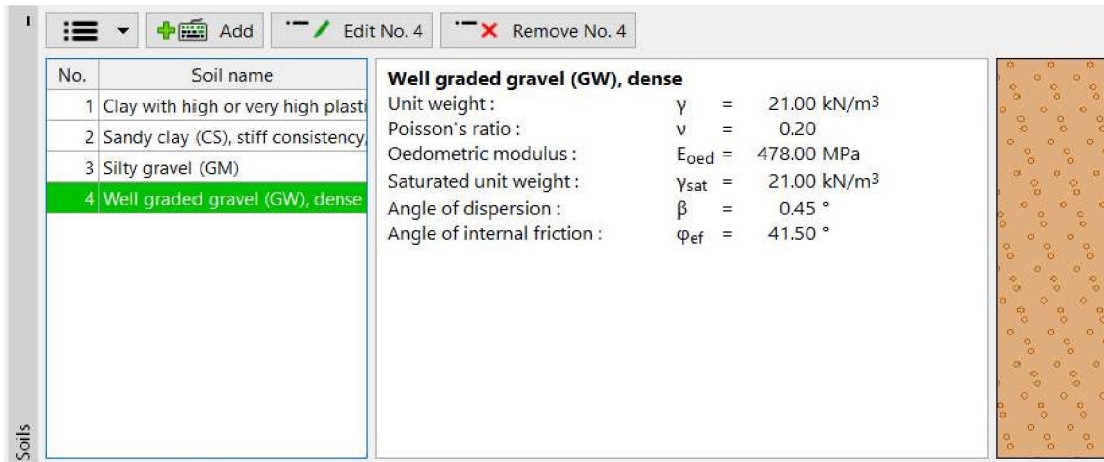 Add Edit No. 4 Remove No. 4
No. Soil name
1 Clay with high or very high plasti
2 Sandy clay (CS), stiff consistency,
3 Silty gravel (GM)
4 Well graded gravel (GW), dense
Well graded gravel (GW), dense
Unit weight : γ = 21.00 kN/m³
Poisson's ratio : ν = 0.20
Oedometric modulus : Eoed = 478.00 MPa
Saturated unit weight : γsat = 21.00 kN/m³
Angle of dispersion : β = 0.45 °
Angle of internal friction : φef = 41.50 °
Soils